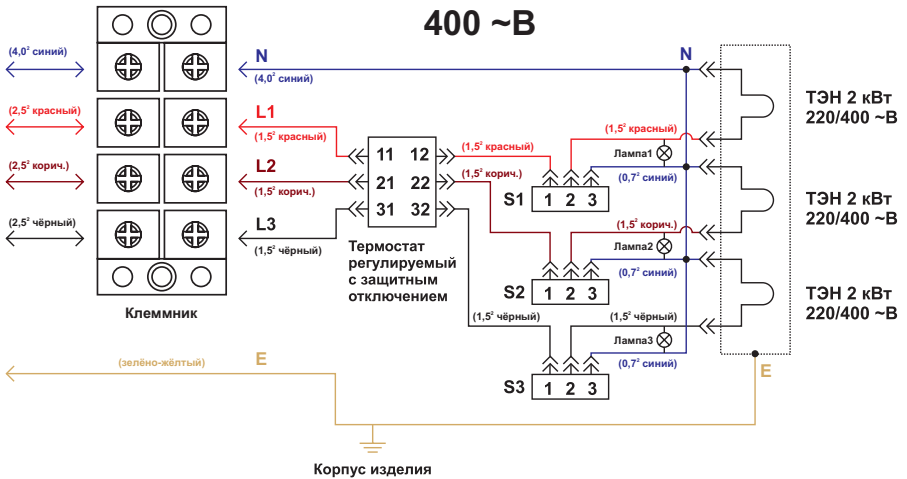 400 ~В
(4,0² синий)
N
(4,0² синий)
N
ТЭН 2 кВт
220/400 ~В
(2,5² красный)
L1
(1,5² красный)
(1,5² красный)
(1,5² красный)
11 12
Лампа1
(2,5² корич.)
L2
(1,5² корич.)
21 22
(1,5² корич.)
(0,7² синий)
S1 1 2 3
ТЭН 2 кВт
220/400 ~В
(2,5² чёрный)
L3
(1,5² чёрный)
31 32
(1,5² корич.)
Лампа2
Термостат
регулируемый
с защитным
отключением
(0,7² синий)
S2 1 2 3
ТЭН 2 кВт
220/400 ~В
Клеммник
(1,5² чёрный)
(1,5² чёрный)
Лампа3
(0,7² синий)
S3 1 2 3
(зелёно-жёлтый)
E
E
Корпус изделия